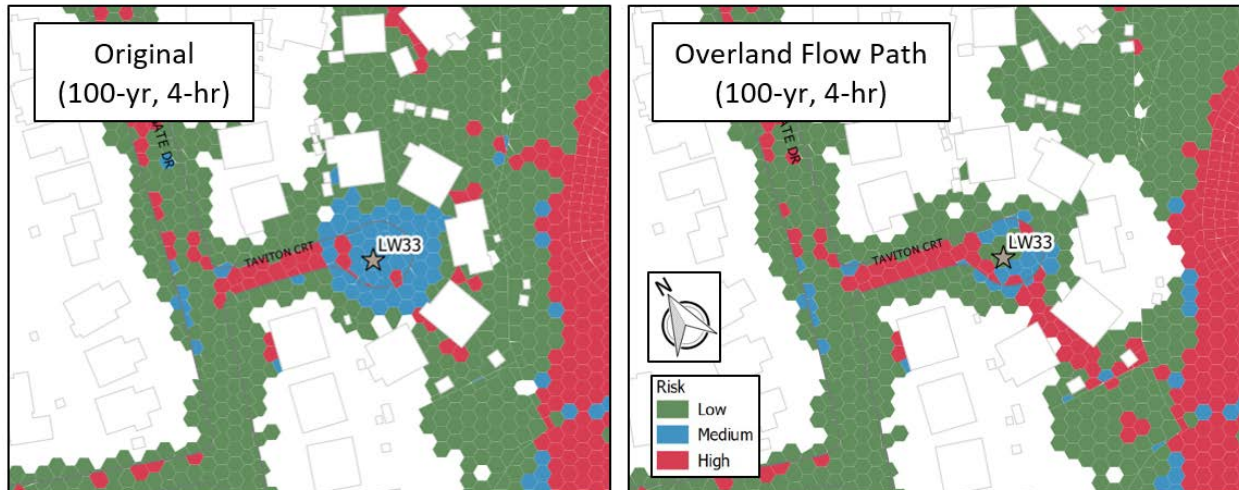 Original
(100-yr, 4-hr)
ATE DR
TAVITON CRT
LW33
Overland Flow Path
(100-yr, 4-hr)
ATE DR
TAVITON CRT
LW33
N
Risk
Low
Medium
High